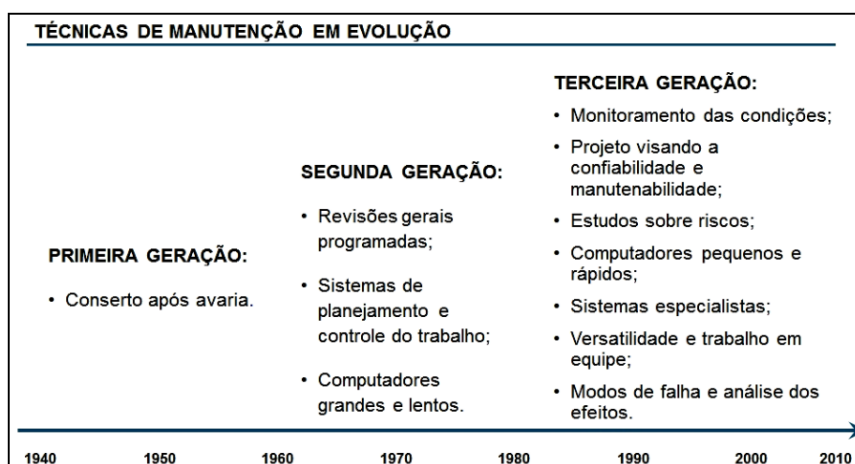 TÉCNICAS DE MANUTENÇÃO EM EVOLUÇÃO
PRIMEIRA GERAÇÃO:
• Conserto após avaria.
SEGUNDA GERAÇÃO:
• Revisões gerais
programadas;
• Sistemas de
planejamento e
controle do trabalho;
• Computadores
grandes e lentos.
TERCEIRA GERAÇÃO:
• Monitoramento das condições;
• Projeto visando a
confiabilidade e
manutenabilidade;
• Estudos sobre riscos;
• Computadores pequenos e
rápidos;
• Sistemas especialistas;
• Versatilidade e trabalho em
equipe;
• Modos de falha e análise dos
efeitos.
1940 1950 1960 1970 1980 1990 2000 2010